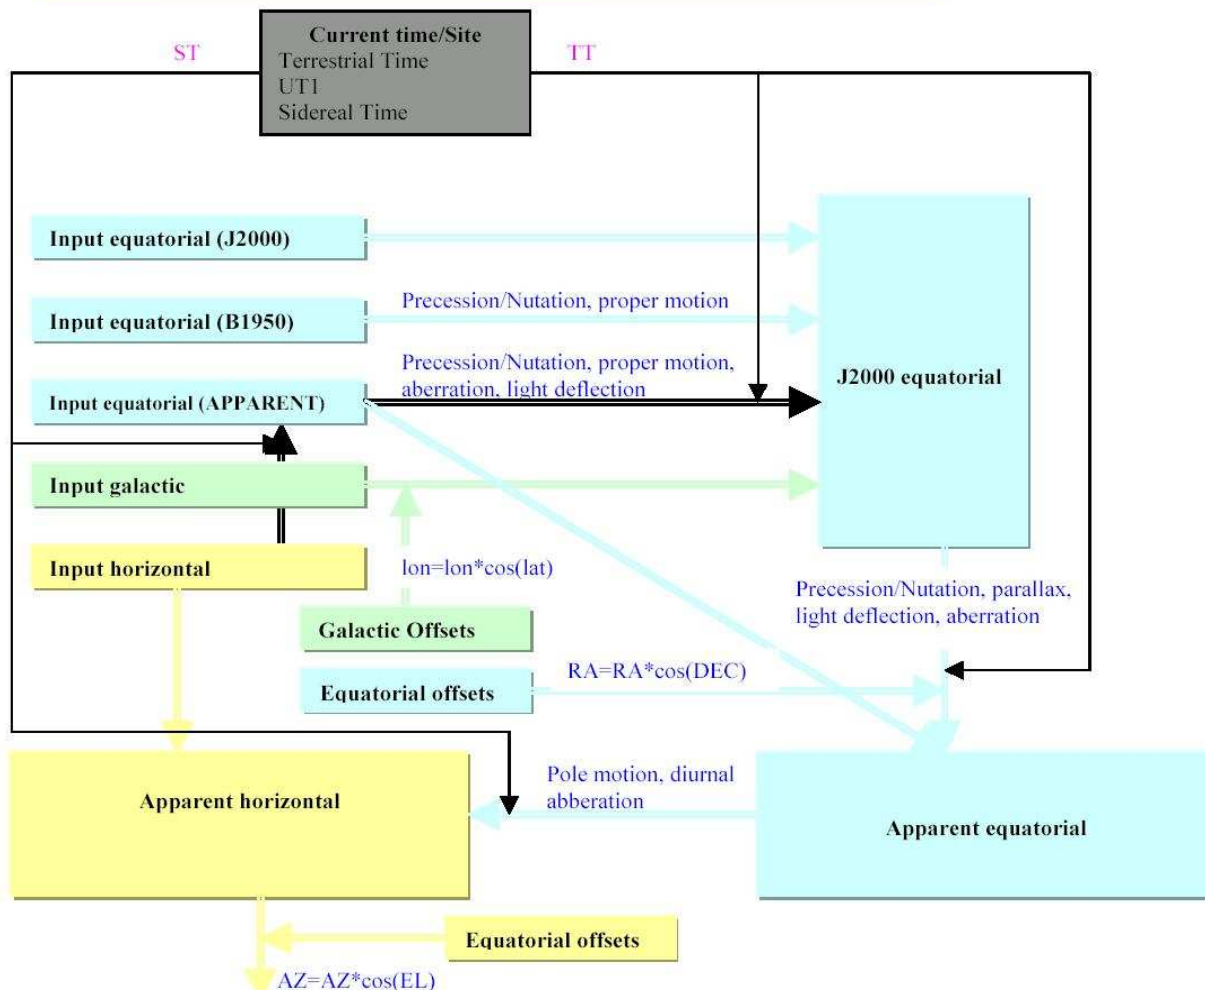 Current time/Site
ST
Terrestrial Time
TT
UT1
Sidereal Time
Input equatorial (J2000)
Precession/Nutation, proper motion
Input equatorial (B1950)
Precession/Nutation, proper motion,
aberration, light deflection
Input equatorial (APPARENT)
J2000 equatorial
Input galactic
Input horizontal
lon=lon*cos(lat)
Precession/Nutation, parallax,
light deflection, aberration
Galactic Offsets
RA=RA*cos(DEC)
Equatorial offsets
Pole motion, diurnal
abberation
Apparent horizontal
Apparent equatorial
Equatorial offsets
AZ=AZ*cos(EL)